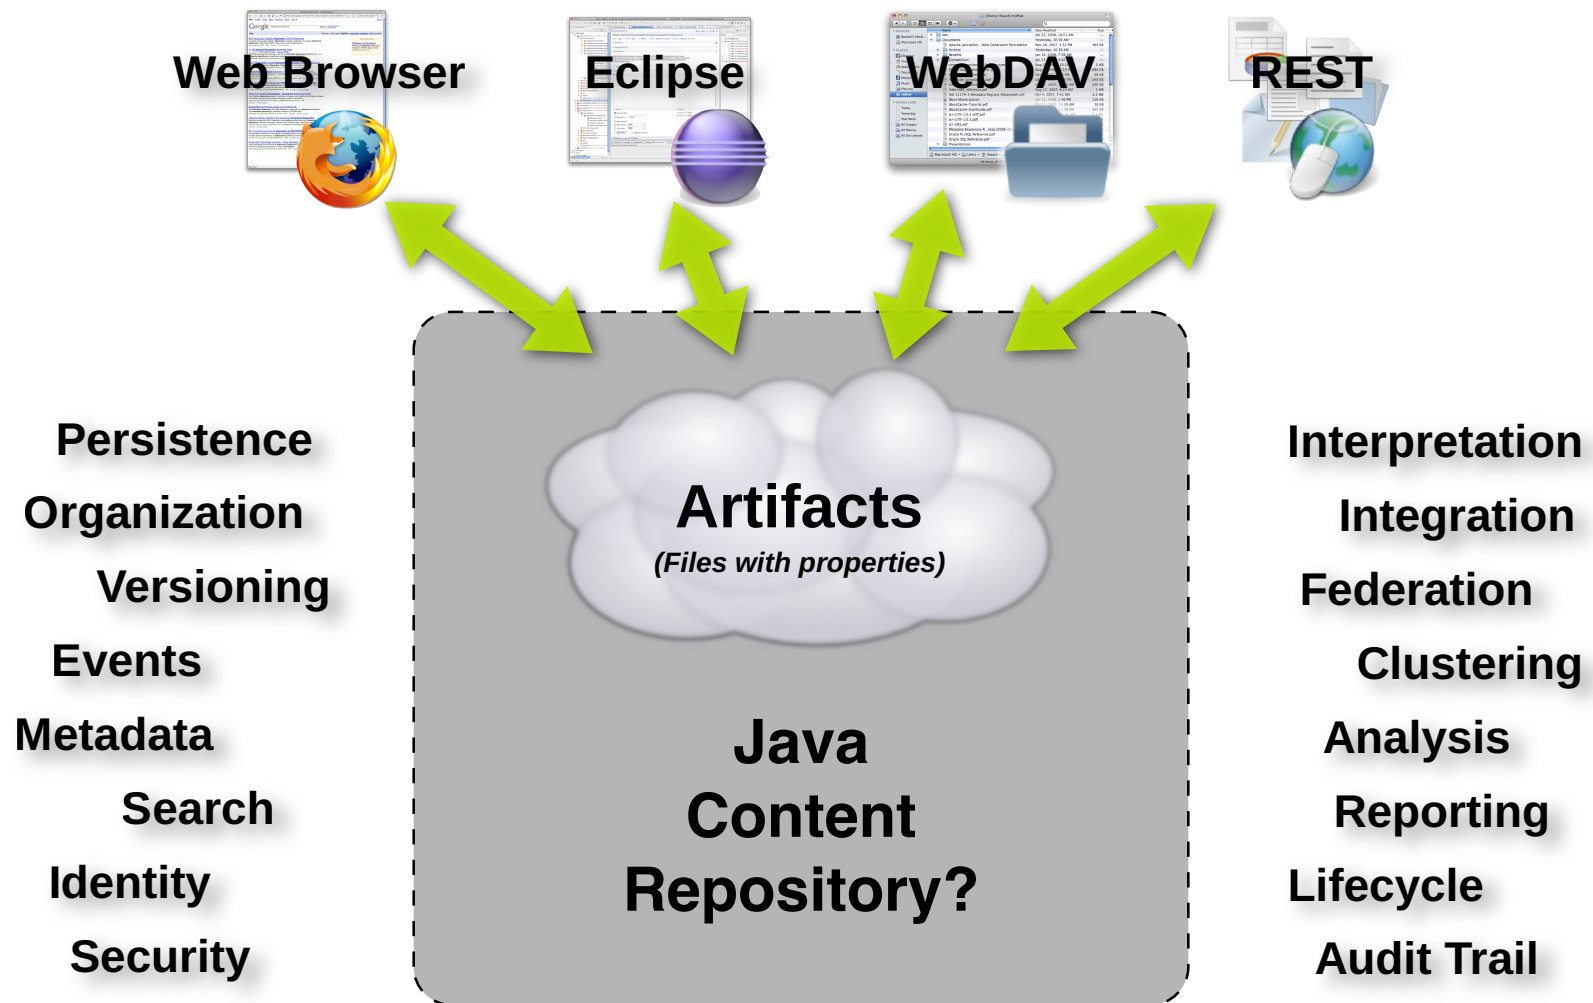 Web Browser
Eclipse
WebDAV
REST
Google
Persistence
Organization
Versioning
Events
Metadata
Search
Identity
Security
Artifacts
(Files with properties)
Java
Content
Repository?
Interpretation
Integration
Federation
Clustering
Analysis
Reporting
Lifecycle
Audit Trail